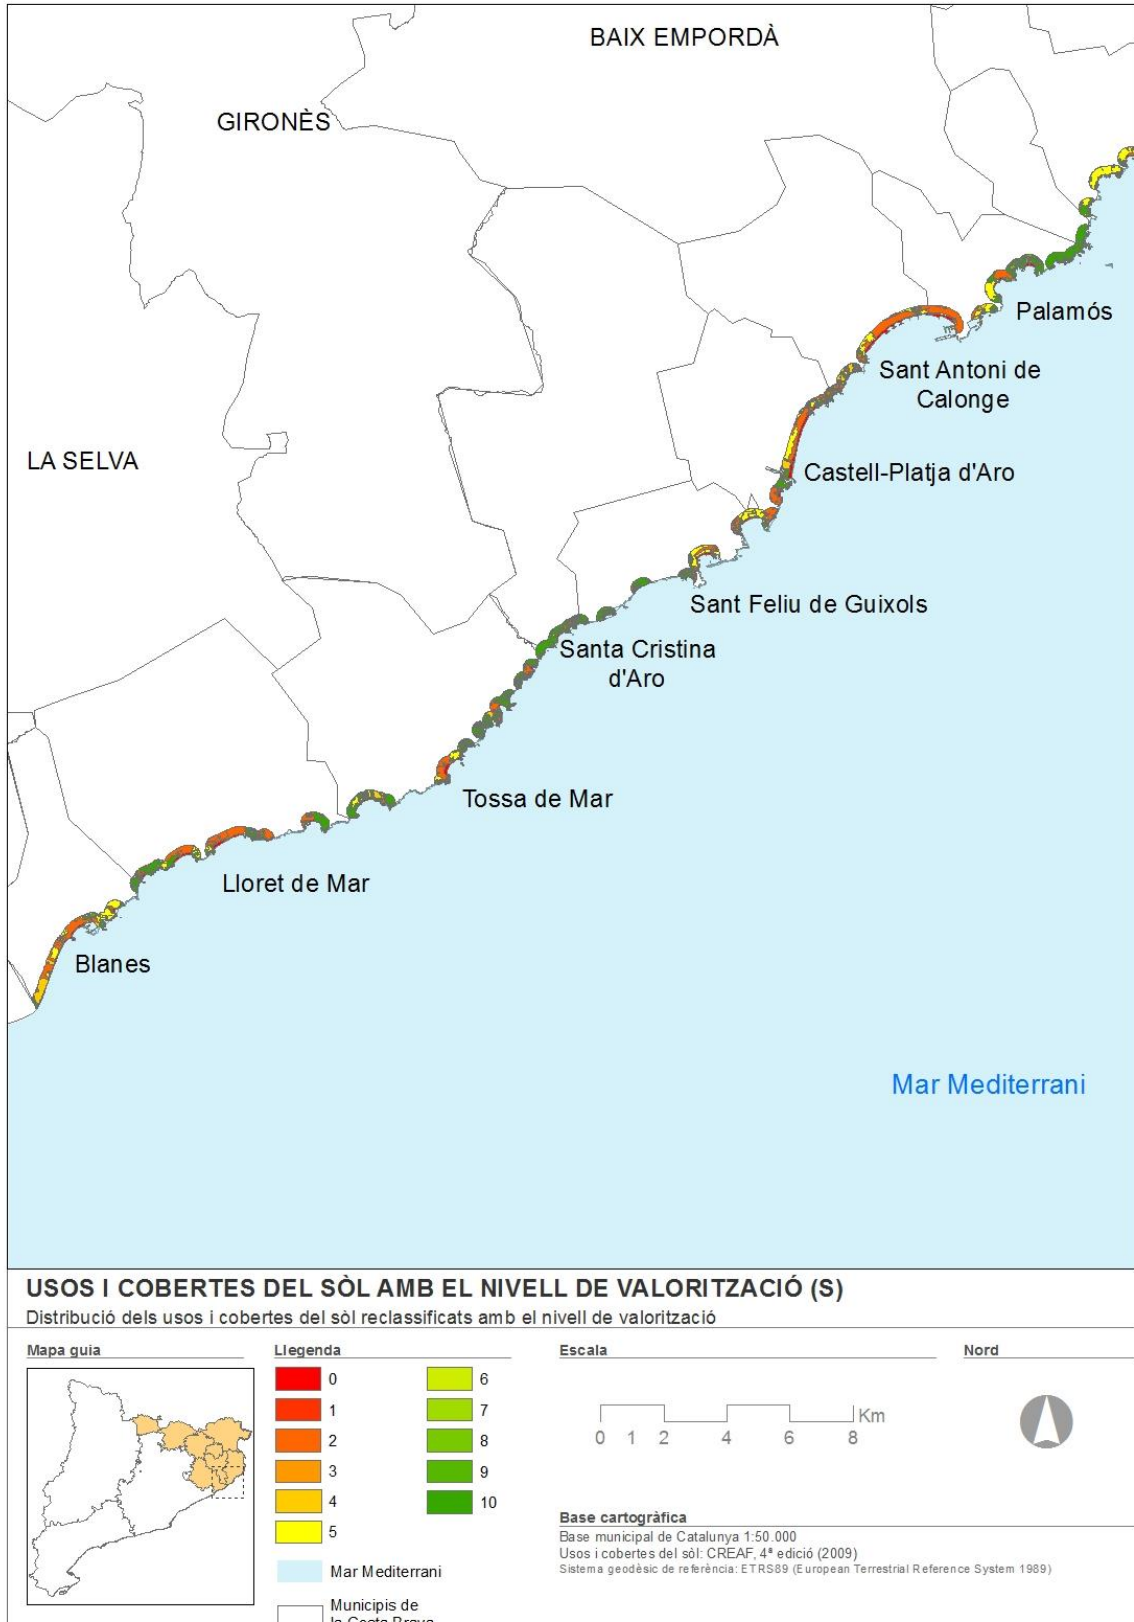 BAIX EMPORDÀ
GIRONÈS
Palamós
Sant Antoni de
Calonge
LA SELVA
Castell-Platja d'Aro
Sant Feliu de Guixols
Santa Cristina
d'Aro
Tossa de Mar
Lloret de Mar
Blanes
Mar Mediterrani
USOS I COBERTES DEL SÒL AMB EL NIVELL DE VALORITZACIÓ (S)
Distribució dels usos i cobertes del sòl reclassificats amb el nivell de valorització
Mapa guia
Llegenda
0
1
2
3
4
5
6
7
8
9
10
Mar Mediterrani
Municipis de
la Costa Brava
Escala
Km
0 1 2 4 6 8
Nord
Base cartogràfica
Base municipal de Catalunya 1:50.000
Usos i cobertes del sòl: CREAF, 4ª edició (2009)
Sistema geodèsic de referència: ETRS89 (European Terrestrial Reference System 1989)